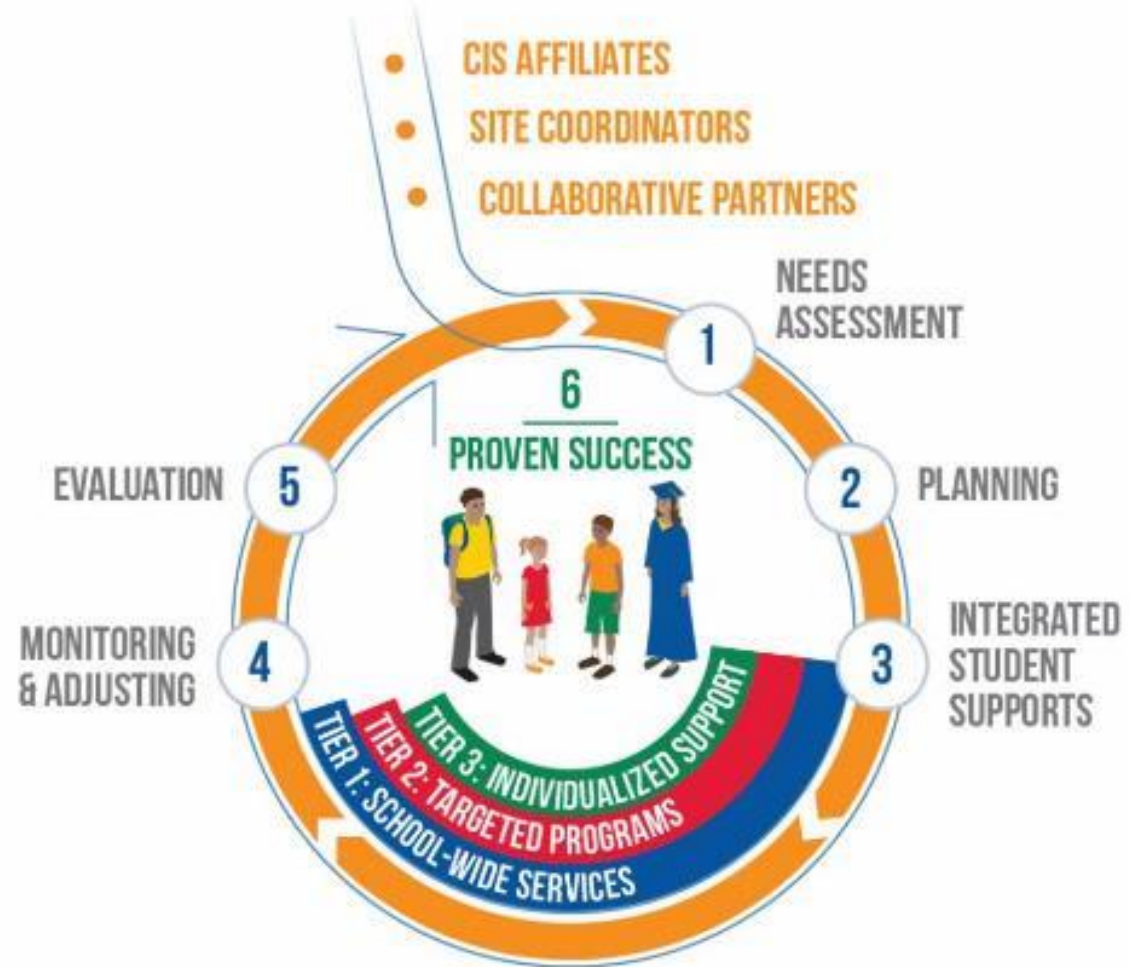 CIS AFFILIATES
SITE COORDINATORS
COLLABORATIVE PARTNERS
NEEDS
ASSESSMENT
1
6
PROVEN SUCCESS
EVALUATION
5
2
PLANNING
MONITORING
& ADJUSTING
4
3
INTEGRATED
STUDENT
SUPPORTS
TIER 3: INDIVIDUALIZED SUPPORT
TIER 2: TARGETED PROGRAMS
TIER 1: SCHOOL-WIDE SERVICES